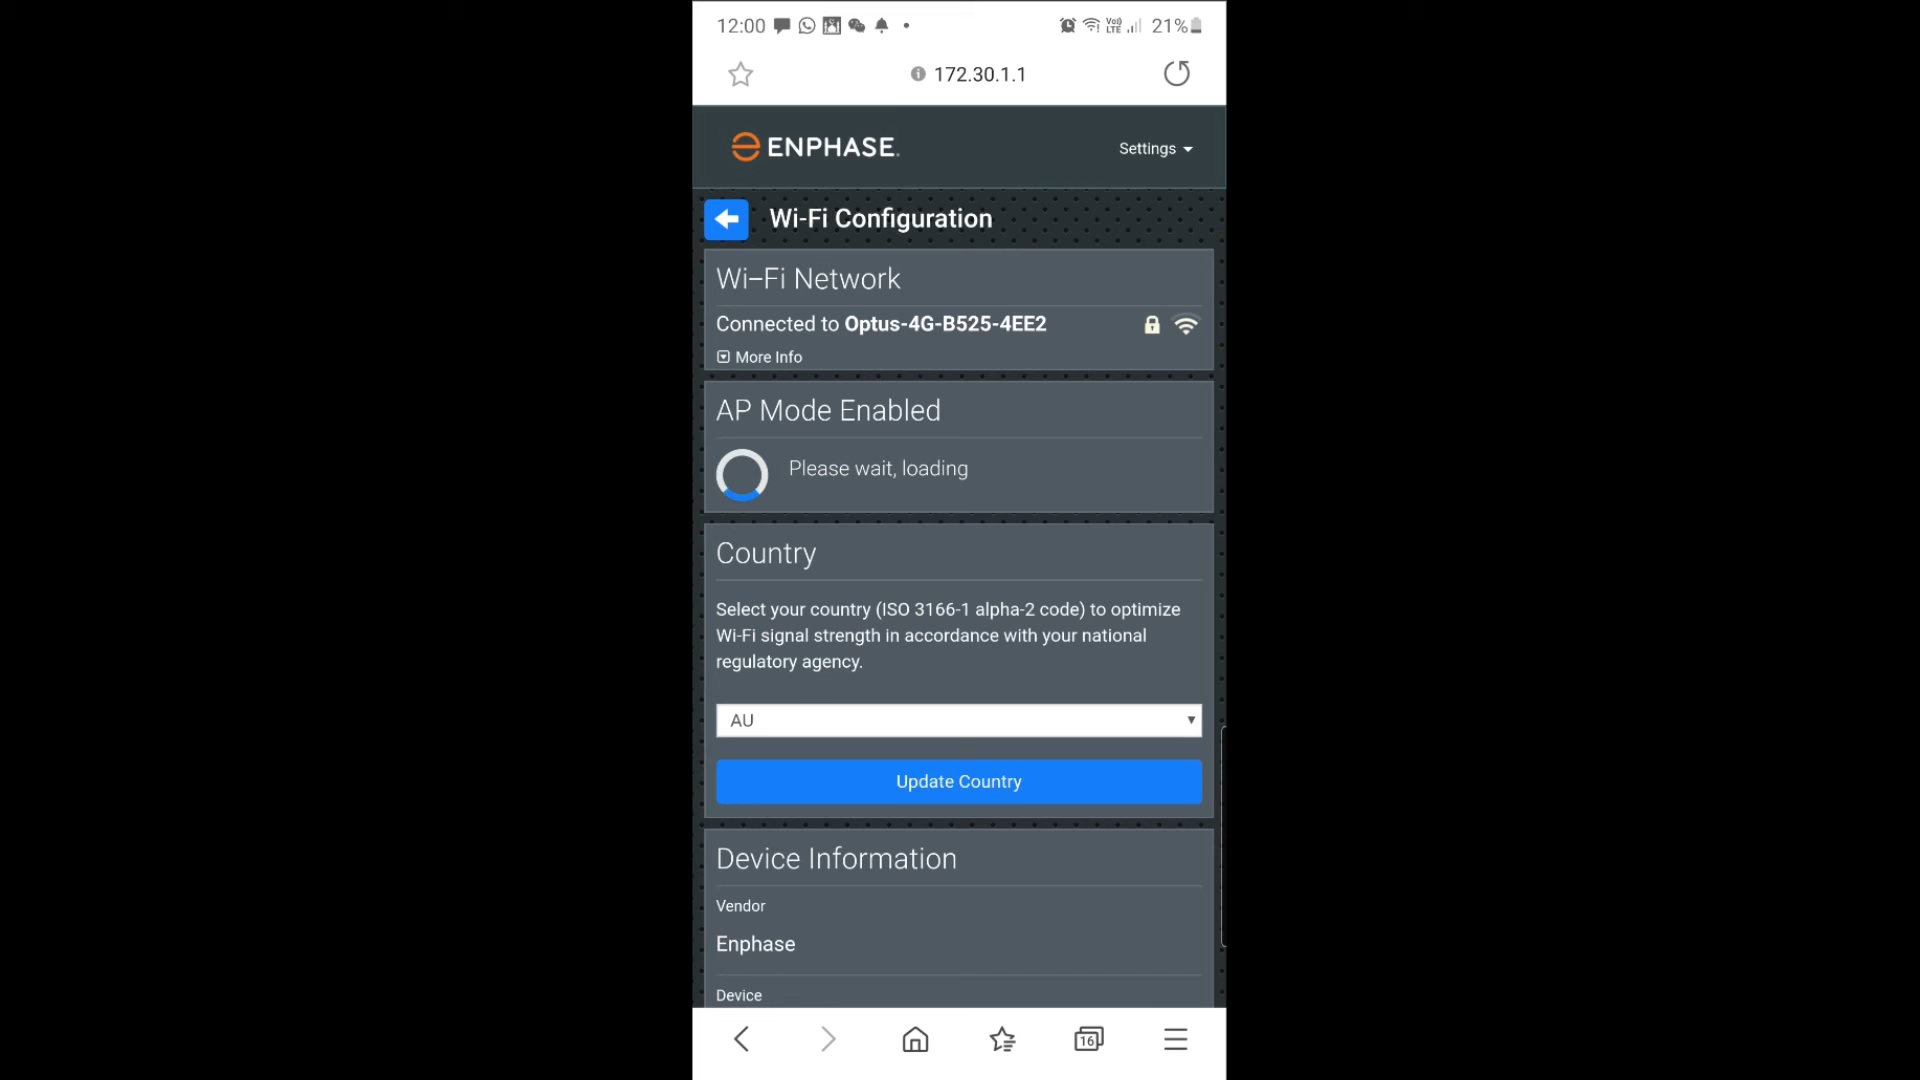 12:00
Vo)) LTE
21%
172.30.1.1
ENPHASE.
Settings
Wi-Fi Configuration
Wi-Fi Network
Connected to Optus-4G-B525-4EE2
More Info
AP Mode Enabled
Please wait, loading
Country
Select your country (ISO 3166-1 alpha-2 code) to optimize
Wi-Fi signal strength in accordance with your national
regulatory agency.
AU
Update Country
Device Information
Vendor
Enphase
Device
16